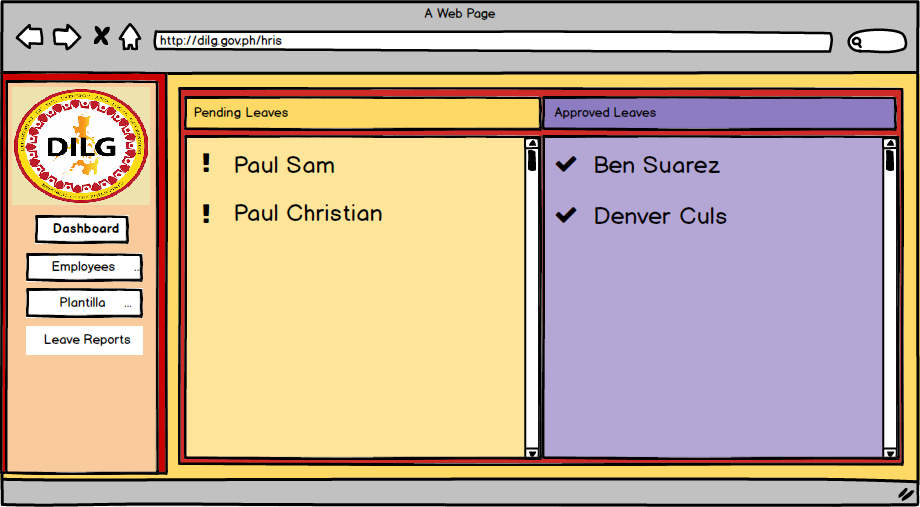 A Web Page
http://dilg.gov.ph/hris
DILG
Dashboard
Employees ...
Plantilla ...
Leave Reports
Pending Leaves
Paul Sam
Paul Christian
Approved Leaves
Ben Suarez
Denver Culs